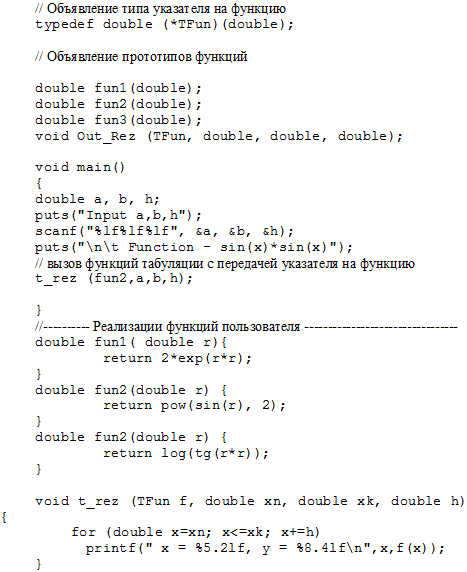 // Объявление типа указателя на функцию
typedef double (*TFun)(double);
// Объявление прототипов функций
double fun1(double);
double fun2(double);
double fun3(double);
void Out_Rez (TFun, double, double, double);
void main()
{
double a, b, h;
puts("Input a,b,h");
scanf("%lf%lf%lf", &a, &b, &h);
puts("\n\t Function - sin(x)*sin(x)");
// вызов функций табуляции с передачей указателя на функцию
t_rez (fun2,a,b,h);
}
//---------- Реализации функций пользователя ---------------------------------
double fun1( double r){
return 2*exp(r*r);
}
double fun2(double r) {
return pow(sin(r), 2);
}
double fun2(double r) {
return log(tg(r*r));
}
void t_rez (TFun f, double xn, double xk, double h)
{
for (double x=xn; x<=xk; x+=h)
printf(" x = %5.2lf, y = %8.4lf\n",x,f(x));
}